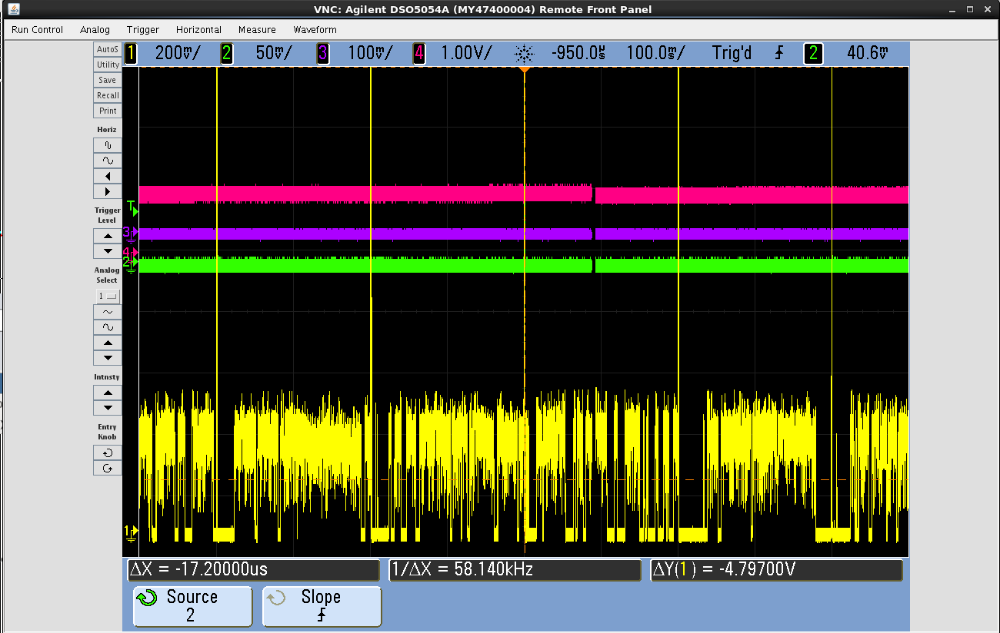 VNC: Agilent DSO5054A (MY47400004) Remote Front Panel
Run Control Analog Trigger Horizontal Measure Waveform
AutoS
Utility
Save
Recall
Print
Horiz
Trigger
Level
Analog
Select
1
Intnsty
Entry
Knob
1 200mV/ 2 50mV/ 3 100mV/ 4 1.00V/ -950.0µs 100.0ms/ Trig'd 2 40.6mV
T
3
4
2
1
ΔX = -17.20000us 1/ΔX = 58.140kHz ΔY(1) = -4.79700V
Source
2
Slope